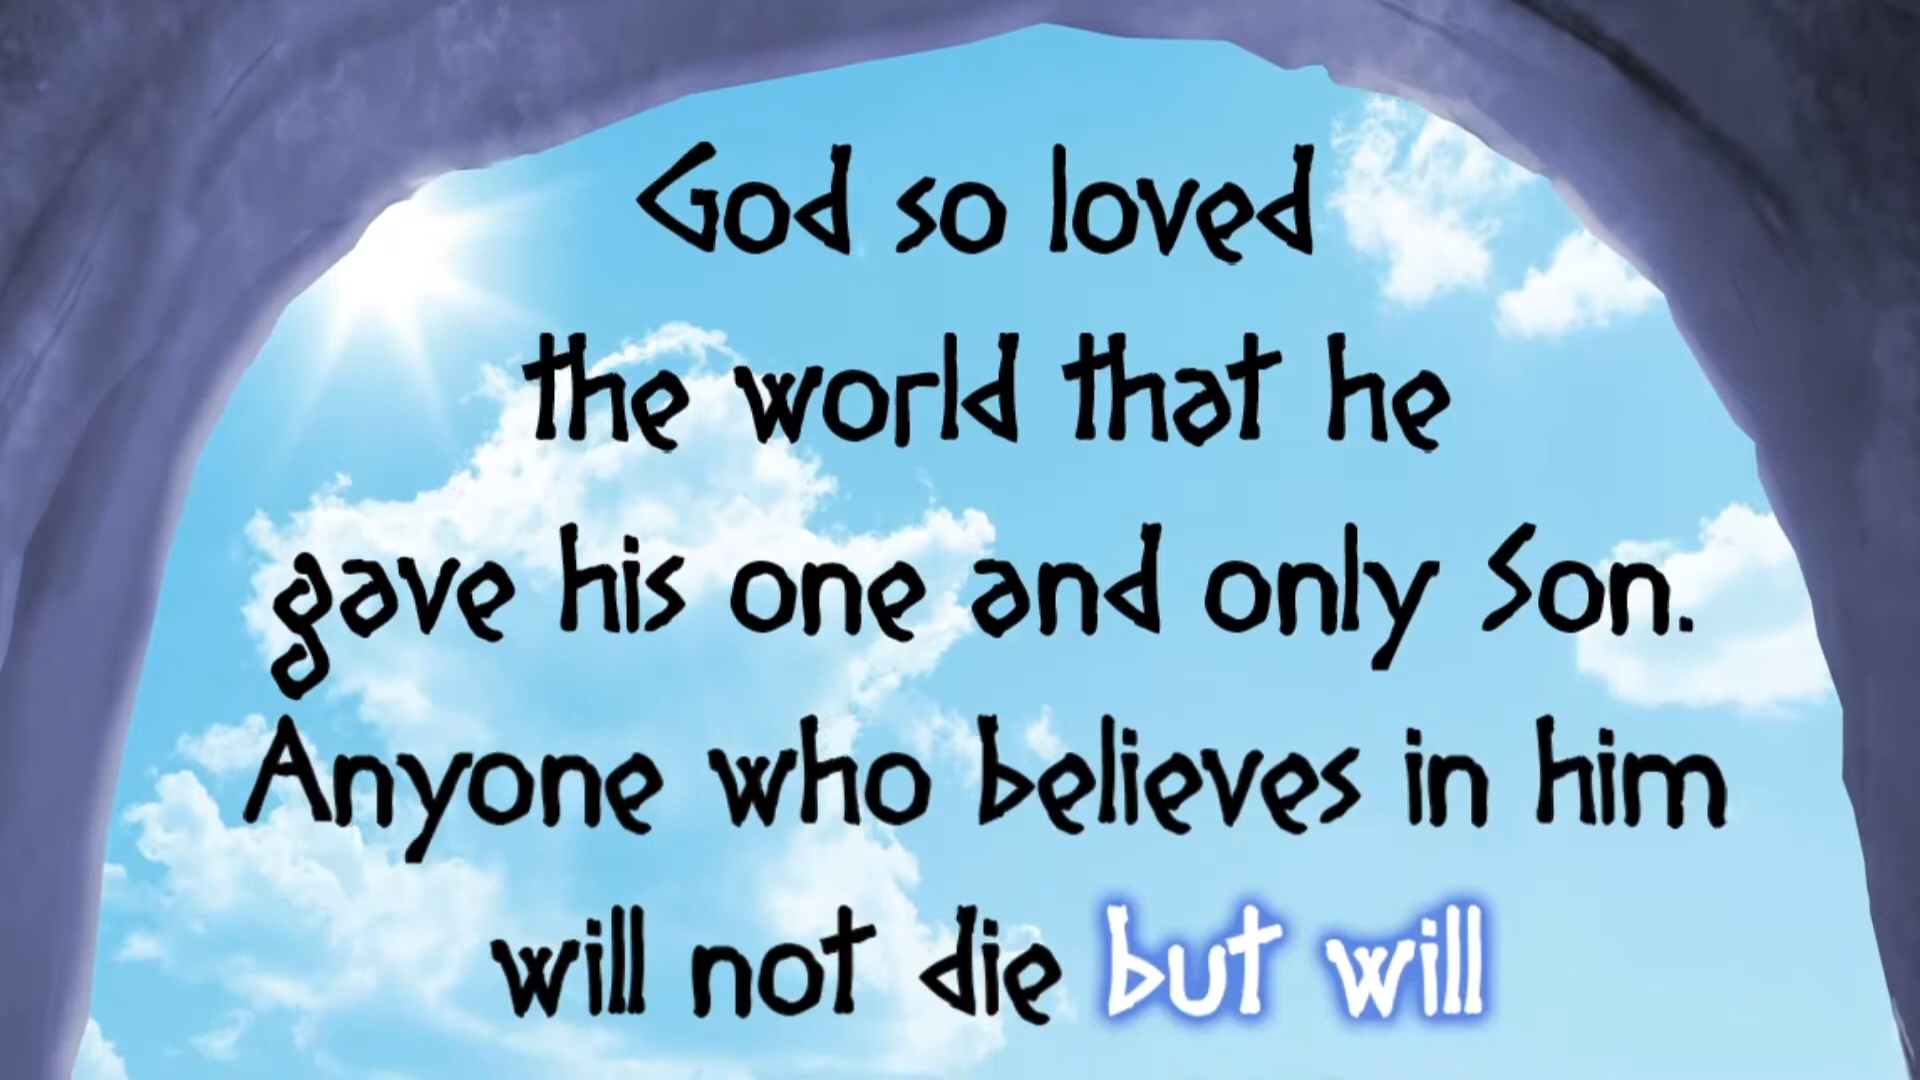 God so loved
the world that he
gave his one and only Son.
Anyone who believes in him
will not die but will